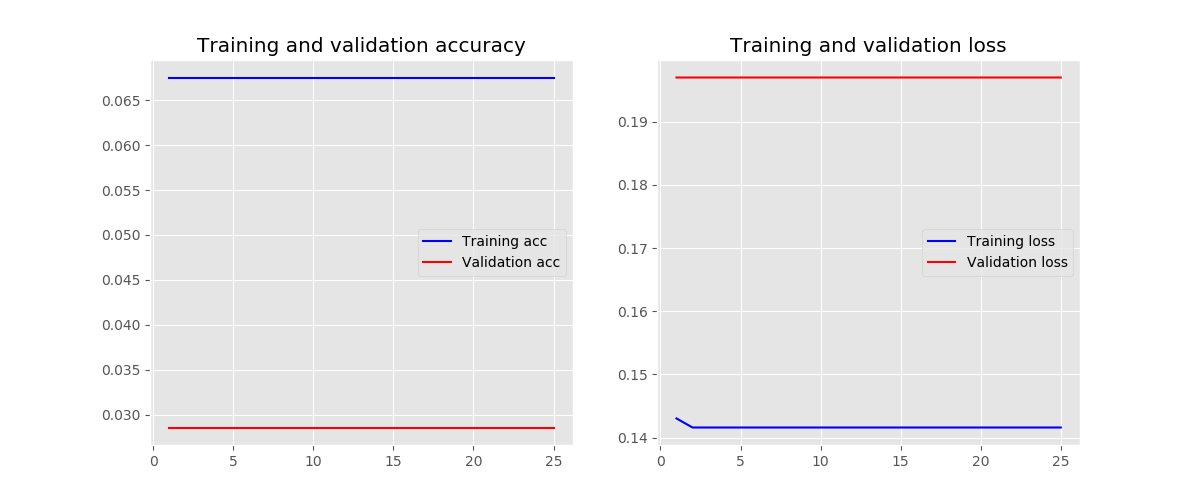 Training and validation accuracy
0.065
0.060
0.055
0.050
0.045
0.040
0.035
0.030
0 5 10 15 20 25
Training acc
Validation acc
Training and validation loss
0.19
0.18
0.17
0.16
0.15
0.14
0 5 10 15 20 25
Training loss
Validation loss